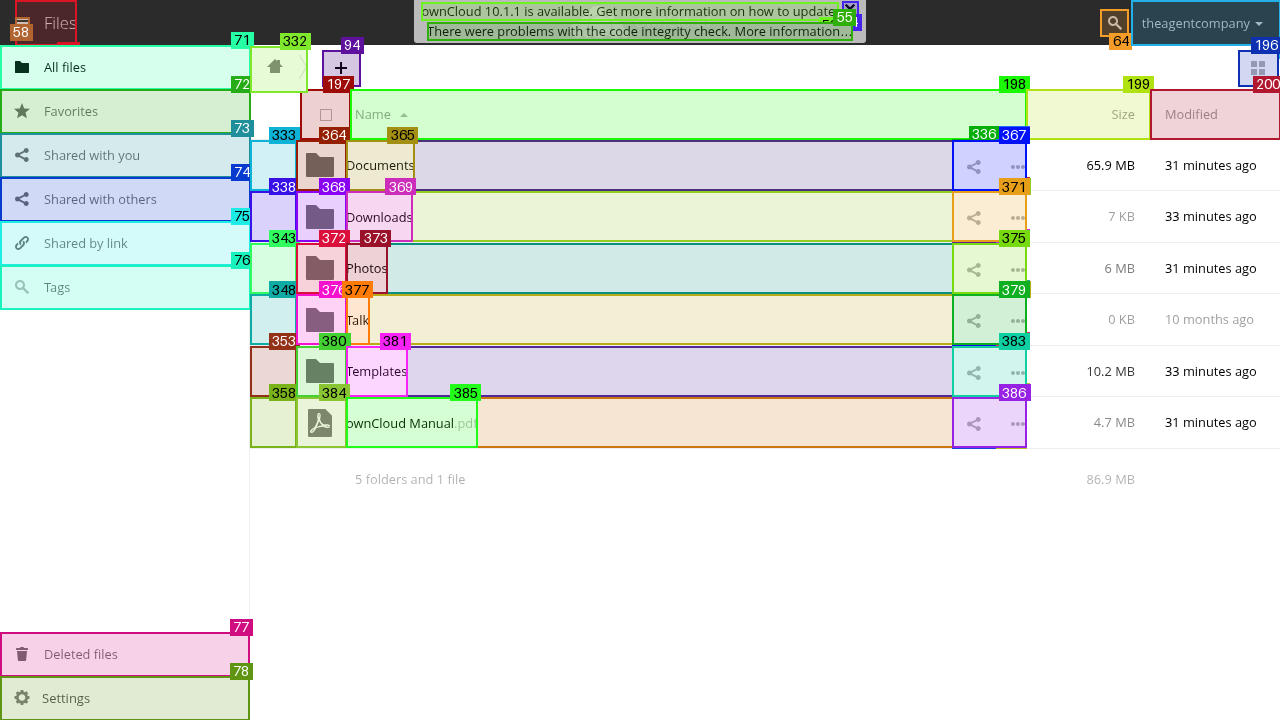 ownCloud 10.1.1 is available. Get more information on how to update.
There were problems with the code integrity check. More information…
55
Files
58
64
theagentcompany
71
332
94
196
All files
+
72
197
198
199
200
Favorites
Name
Size
Modified
73
333
364
365
336
367
Shared with you
Documents
65.9 MB
31 minutes ago
74
338
368
369
371
Shared with others
Downloads
7 KB
33 minutes ago
75
343
372
373
375
Shared by link
Photos
6 MB
31 minutes ago
76
348
376
377
379
Tags
Talk
0 KB
10 months ago
353
380
381
383
Templates
10.2 MB
33 minutes ago
358
384
385
386
ownCloud Manual.pdf
4.7 MB
31 minutes ago
5 folders and 1 file
86.9 MB
77
Deleted files
78
Settings